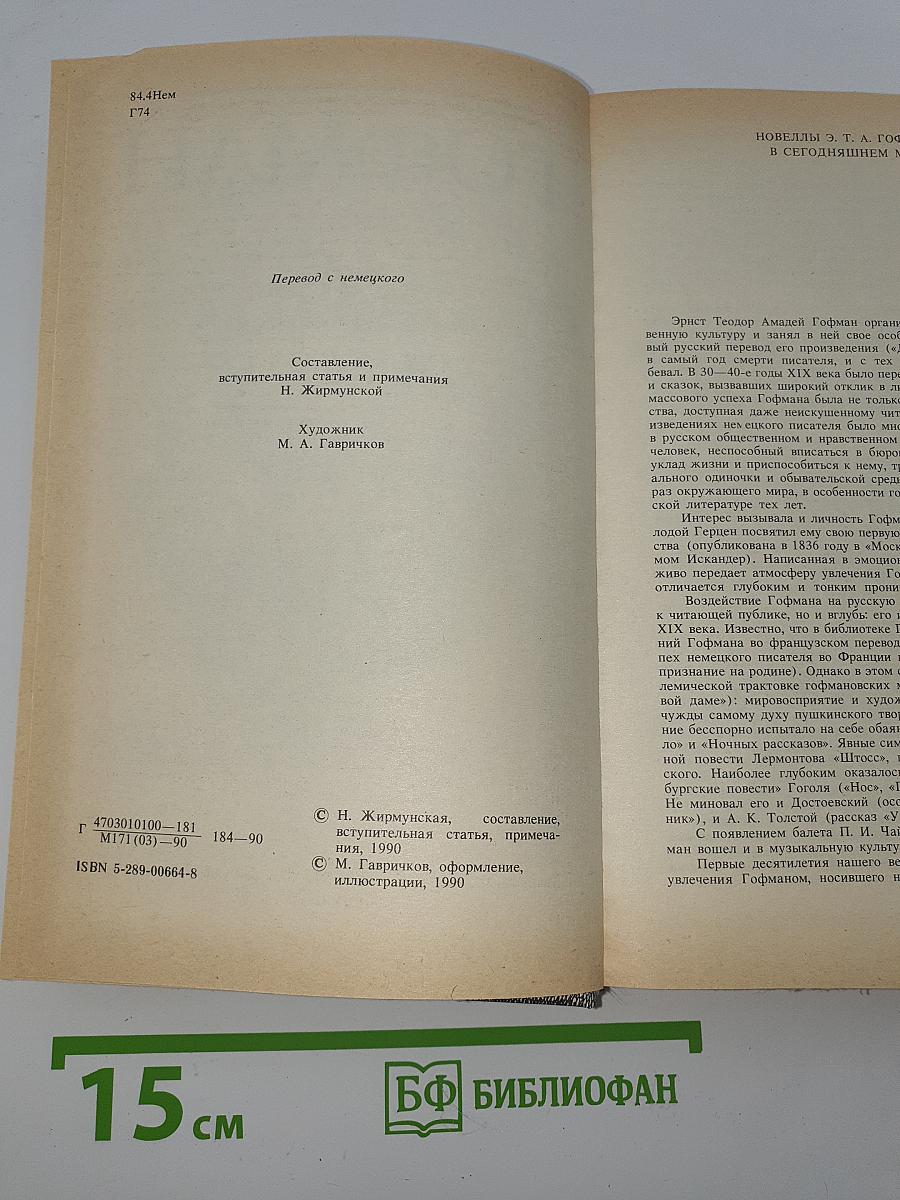 84.4Нем
Г74
Перевод с немецкого
Составление,
вступительная статья и примечания
Н. Жирмунской
Художник
М. А. Гавричков
Г 4703010100—181
М171(03)—90
184—90
ISBN 5-289-00664-8
© Н. Жирмунская, составление,
вступительная статья, примеча-
ния, 1990
© М. Гавричков, оформление,
иллюстрации, 1990
НОВЕЛЛЫ Э. Т. А.
В СЕГОДНЯШНЕМ
Эрнст Теодор Амадей Гофман
венную культуру и занял в ней свое
вый русский перевод его произведения
в самый год смерти писателя, и с тех
бевал. В 30—40-е годы XIX века было
и сказок, вызвавших широкий отклик в
массового успеха Гофмана была не только
ства, доступная даже неискушенному
изведениях немецкого писателя было
в русском общественном и нравственном
человек, неспособный вписаться в
уклад жизни и приспособиться к нему,
ального одиночки и обывательской
раз окружающего мира, в особенности
ской литературе тех лет.
Интерес вызывала и личность
лодой Герцен посвятил ему свою
ства (опубликована в 1836 году в
мом Искандер). Написанная в
живо передает атмосферу увлечения
отличается глубоким и тонким
Воздействие Гофмана на русскую
к читающей публике, но и вглубь: его
XIX века. Известно, что в библиотеке
ний Гофмана во французском
пех немецкого писателя во Франции
признание на родине). Однако в этом
лемической трактовке гофмановских
вой даме»): мировосприятие и
чужды самому духу пушкинского
ние бесспорно испытало на себе
ло» и «Ночных рассказов». Явные
ной повести Лермонтова «Штосс»,
ского. Наиболее глубоким
бургские повести» Гоголя («Нос»,
Не миновал его и Достоевский
ник»), и А. К. Толстой (рассказ
С появлением балета П. И.
ман вошел и в музыкальную
Первые десятилетия нашего
увлечения Гофманом, носившего
15 см
БФ БИБЛИОФАН